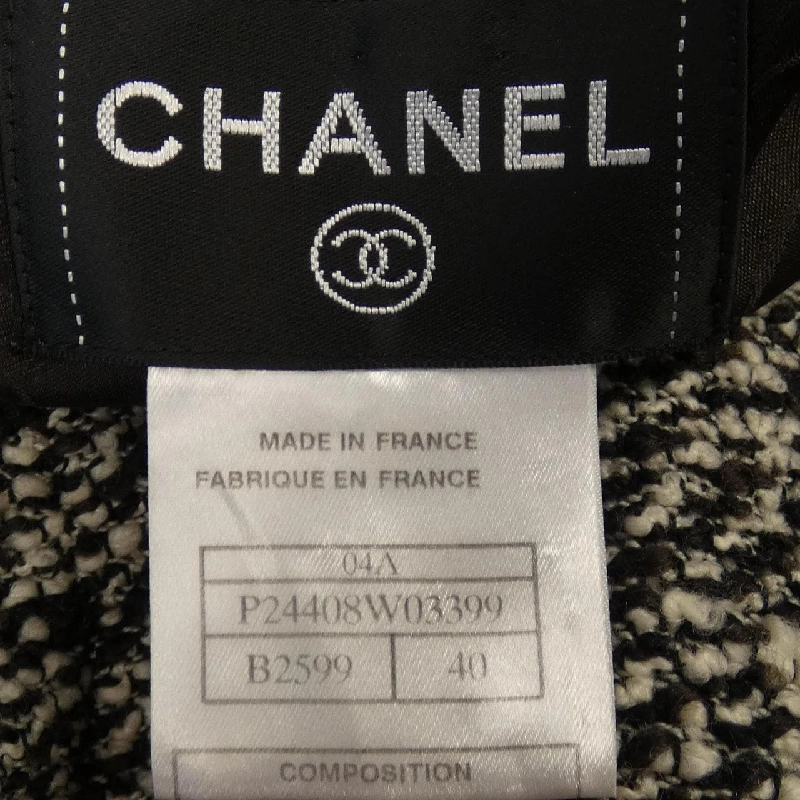 CHANEL
MADE IN FRANCE
FABRIQUE EN FRANCE
04A
P24408W03399
B2599 40
COMPOSITION